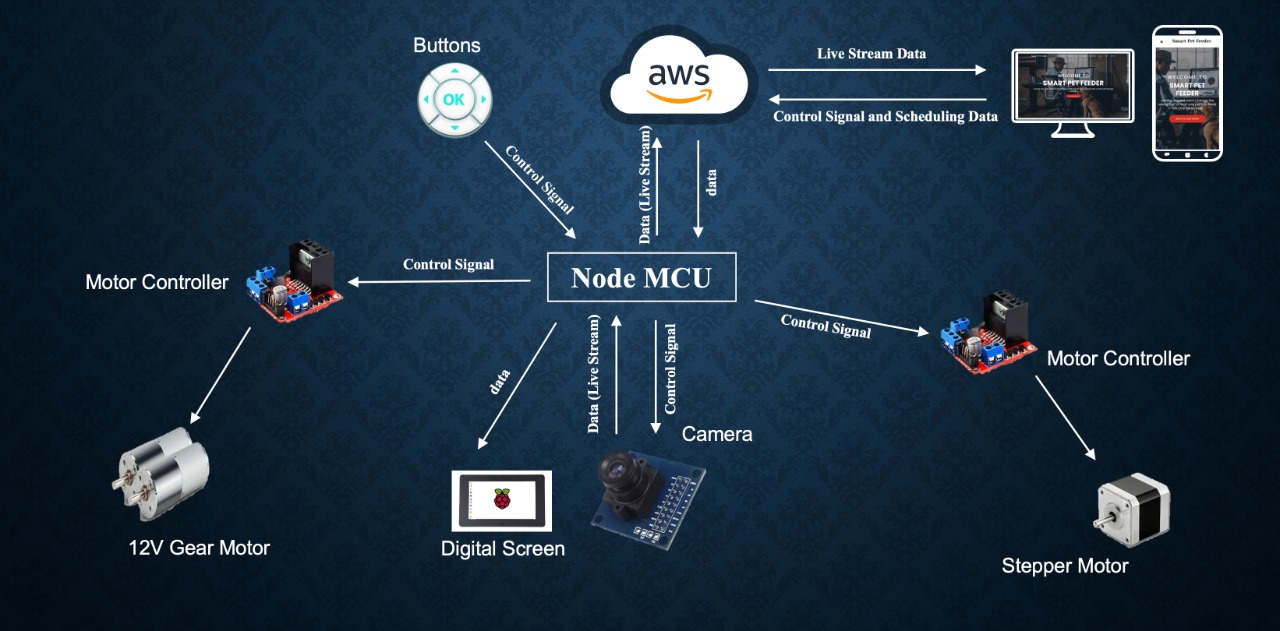 Buttons
OK
aws
Live Stream Data
Control Signal and Scheduling Data
WELCOME TO
SMART PET FEEDER
Smart Pet Feeder
WELCOME TO
SMART PET
FEEDER
Control Signal
Data (Live Stream)
data
Node MCU
Control Signal
Motor Controller
Control Signal
Motor Controller
data
Data (Live Stream)
Control Signal
Camera
12V Gear Motor
Digital Screen
Stepper Motor